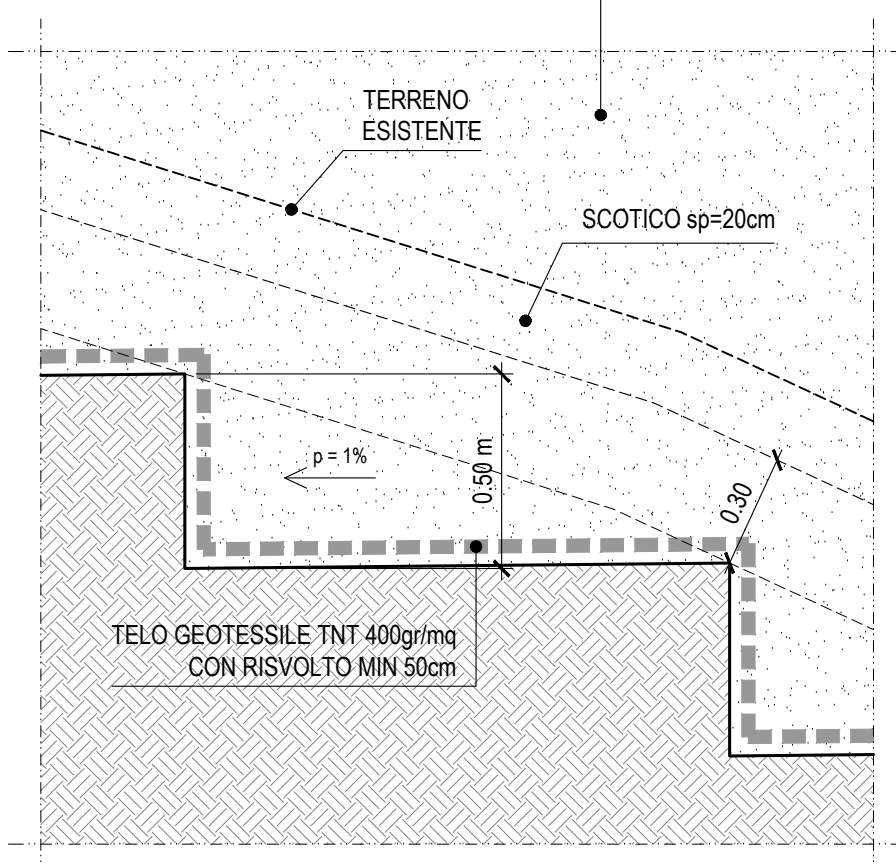 TERRENO
ESISTENTE
SCOTICO sp=20cm
p = 1%
0.50 m
0.30
TELO GEOTESSILE TNT 400gr/mq
CON RISVOLTO MIN 50cm